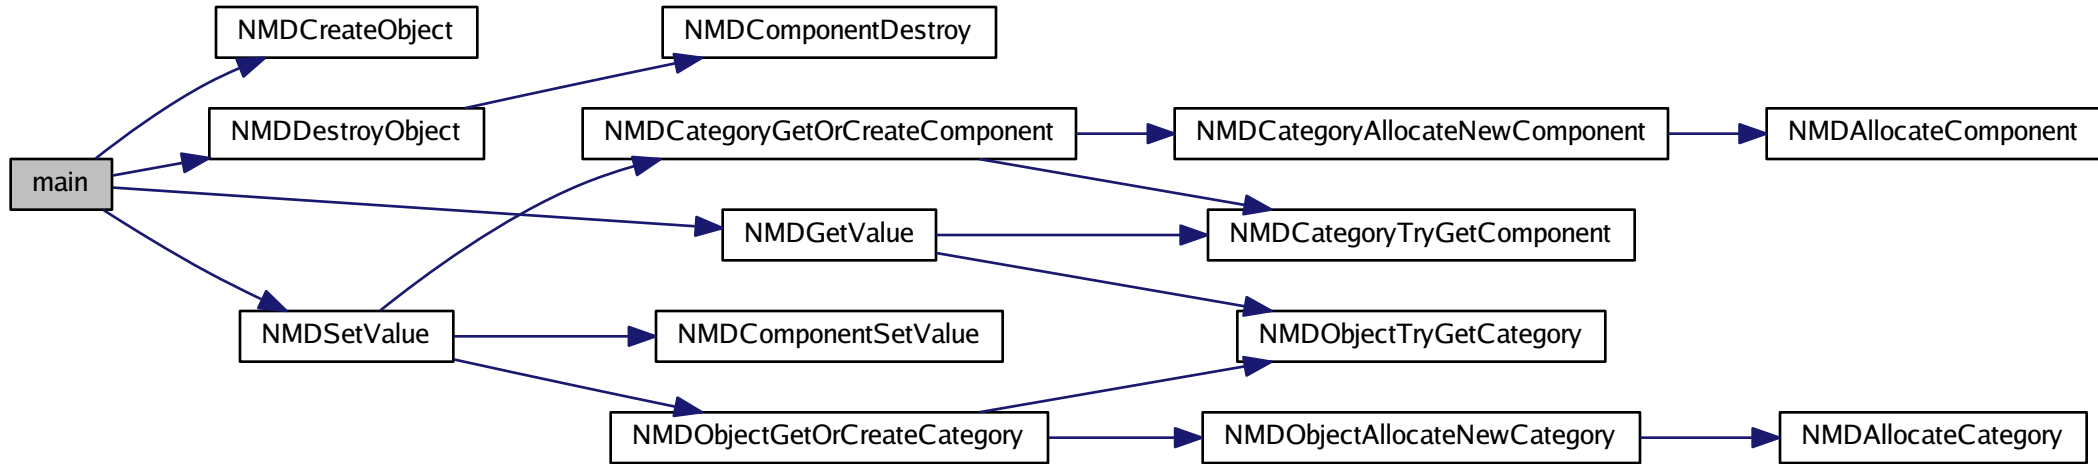 NMDCreateObject
NMDComponentDestroy
NMDDestroyObject
NMDCategoryGetOrCreateComponent
NMDCategoryAllocateNewComponent
NMDAllocateComponent
main
NMDGetValue
NMDCategoryTryGetComponent
NMDSetValue
NMDComponentSetValue
NMDObjectTryGetCategory
NMDObjectGetOrCreateCategory
NMDObjectAllocateNewCategory
NMDAllocateCategory